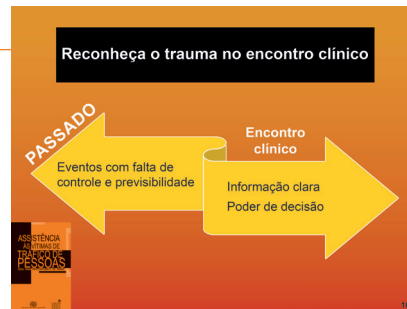 Reconheça o trauma no encontro clínico
PASSADO
Eventos com falta de
controle e previsibilidade
Encontro
clínico
Informação clara
Poder de decisão
ASSISTÊNCIA
ÀS VÍTIMAS DE
TRÁFICO DE
PESSOAS